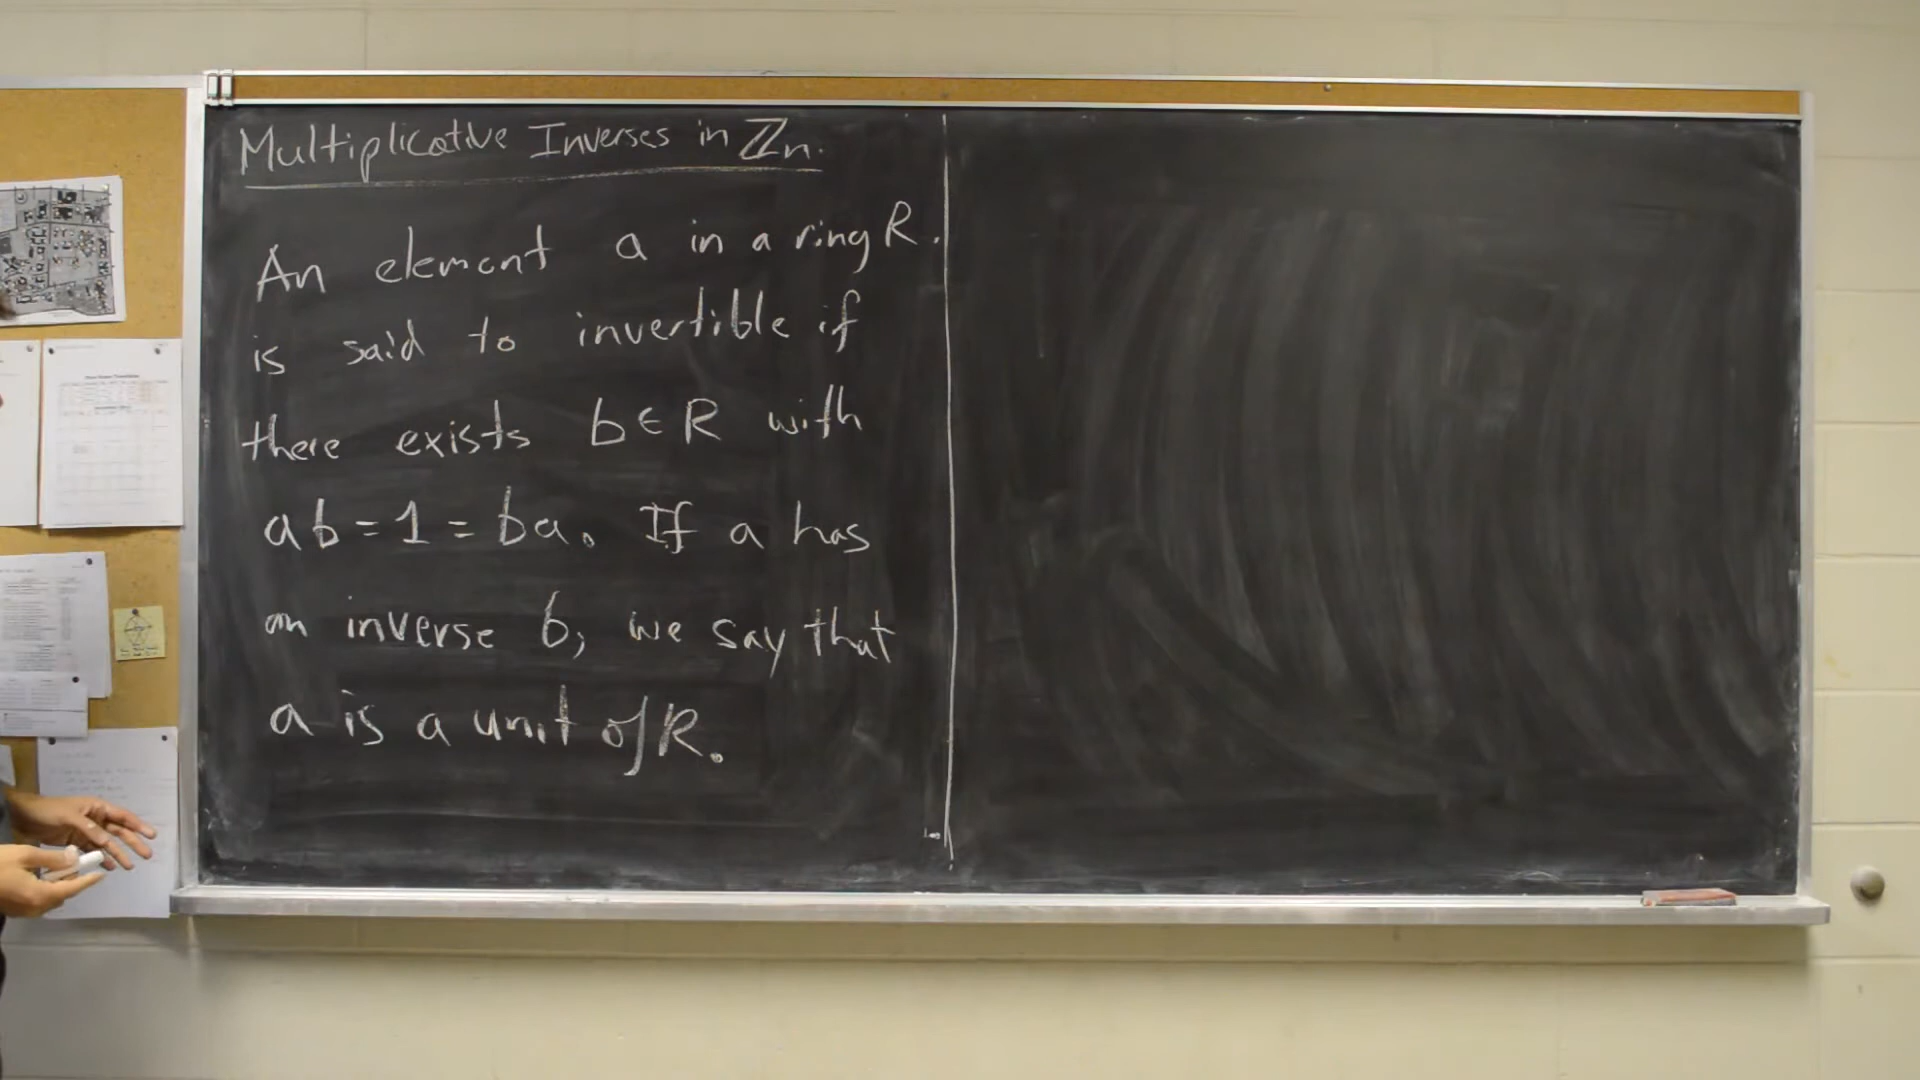 Multiplicative Inverses in ℤn.
An element a in a ring R.
is said to invertible if
there exists b ∈ R with
ab = 1 = ba. If a has
an inverse b, we say that
a is a unit of R.